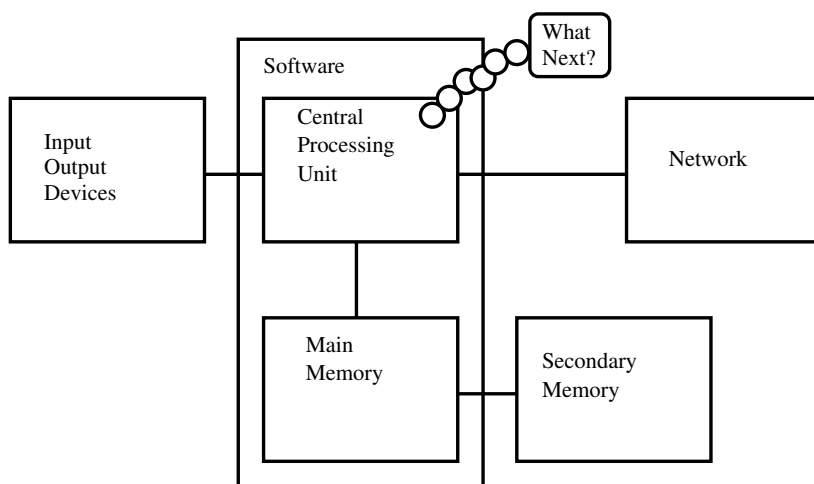 What
Next?
Software
Input
Output
Devices
Central
Processing
Unit
Network
Main
Memory
Secondary
Memory